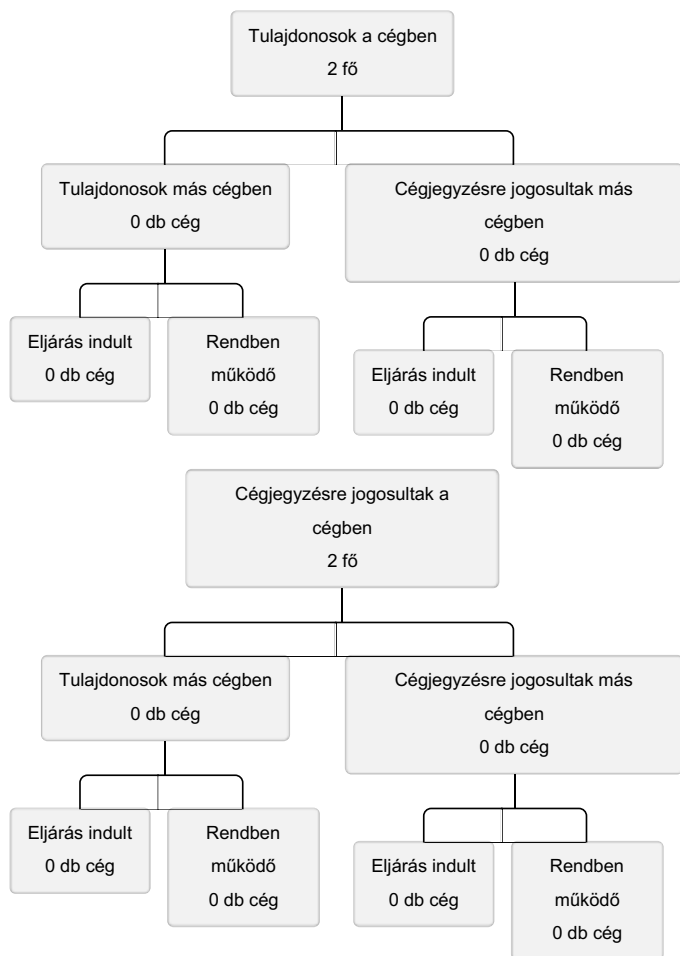 Tulajdonosok a cégben
2 fő
Tulajdonosok más cégben
0 db cég
Cégjegyzésre jogosultak más
cégben
0 db cég
Eljárás indult
0 db cég
Rendben
működő
0 db cég
Eljárás indult
0 db cég
Rendben
működő
0 db cég
Cégjegyzésre jogosultak a
cégben
2 fő
Tulajdonosok más cégben
0 db cég
Cégjegyzésre jogosultak más
cégben
0 db cég
Eljárás indult
0 db cég
Rendben
működő
0 db cég
Eljárás indult
0 db cég
Rendben
működő
0 db cég